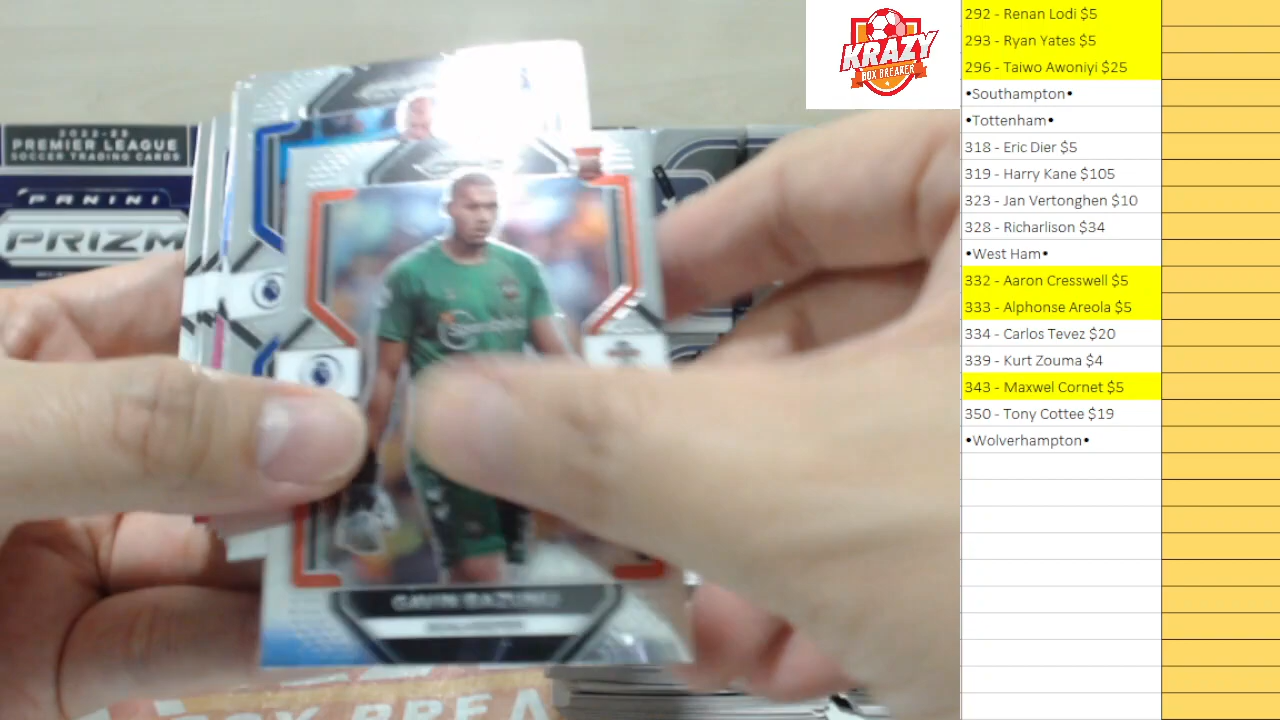 2022-23
PREMIER LEAGUE
SOCCER TRADING CARDS
PANINI
PRIZM
GAVIN BAZUNU
KRAZY
BOX BREAKER
292 - Renan Lodi $5
293 - Ryan Yates $5
296 - Taiwo Awoniyi $25
•Southampton•
•Tottenham•
318 - Eric Dier $5
319 - Harry Kane $105
323 - Jan Vertonghen $10
328 - Richarlison $34
•West Ham•
332 - Aaron Cresswell $5
333 - Alphonse Areola $5
334 - Carlos Tevez $20
339 - Kurt Zouma $4
343 - Maxwel Cornet $5
350 - Tony Cottee $19
•Wolverhampton•